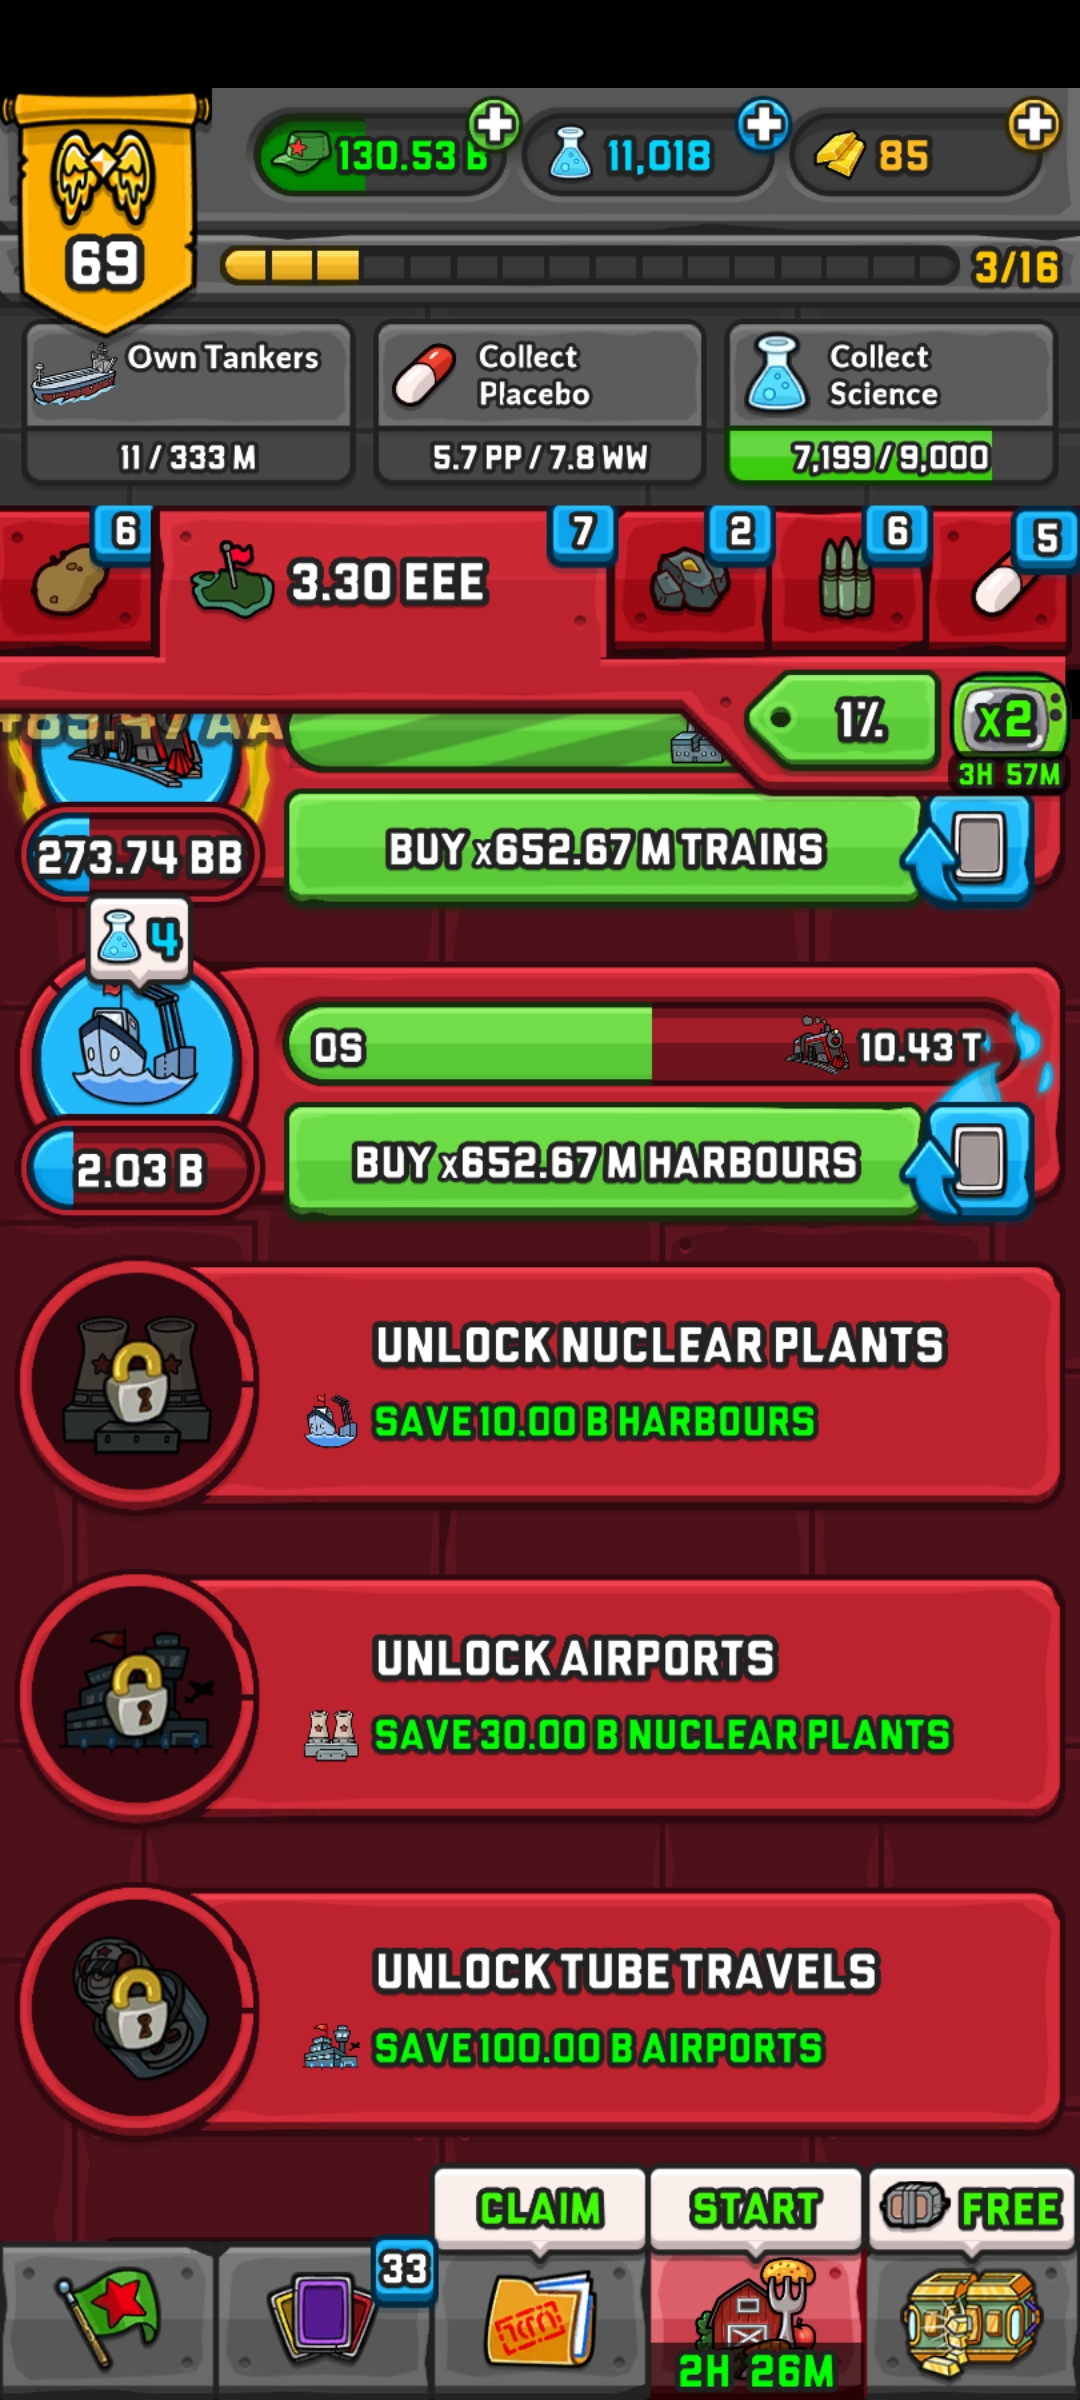 130.53 B
11,018
85
69
3/16
Own Tankers
11 / 333 M
Collect
Placebo
5.7 PP / 7.8 WW
Collect
Science
7,199 / 9,000
6
3.30 EEE
7
2
6
5
+89.47 AA
1%
x2
3H 57M
273.74 BB
BUY x652.67 M TRAINS
4
0S
10.43 T
2.03 B
BUY x652.67 M HARBOURS
UNLOCK NUCLEAR PLANTS
SAVE 10.00 B HARBOURS
UNLOCK AIRPORTS
SAVE 30.00 B NUCLEAR PLANTS
UNLOCK TUBE TRAVELS
SAVE 100.00 B AIRPORTS
CLAIM
START
FREE
33
2H 26M